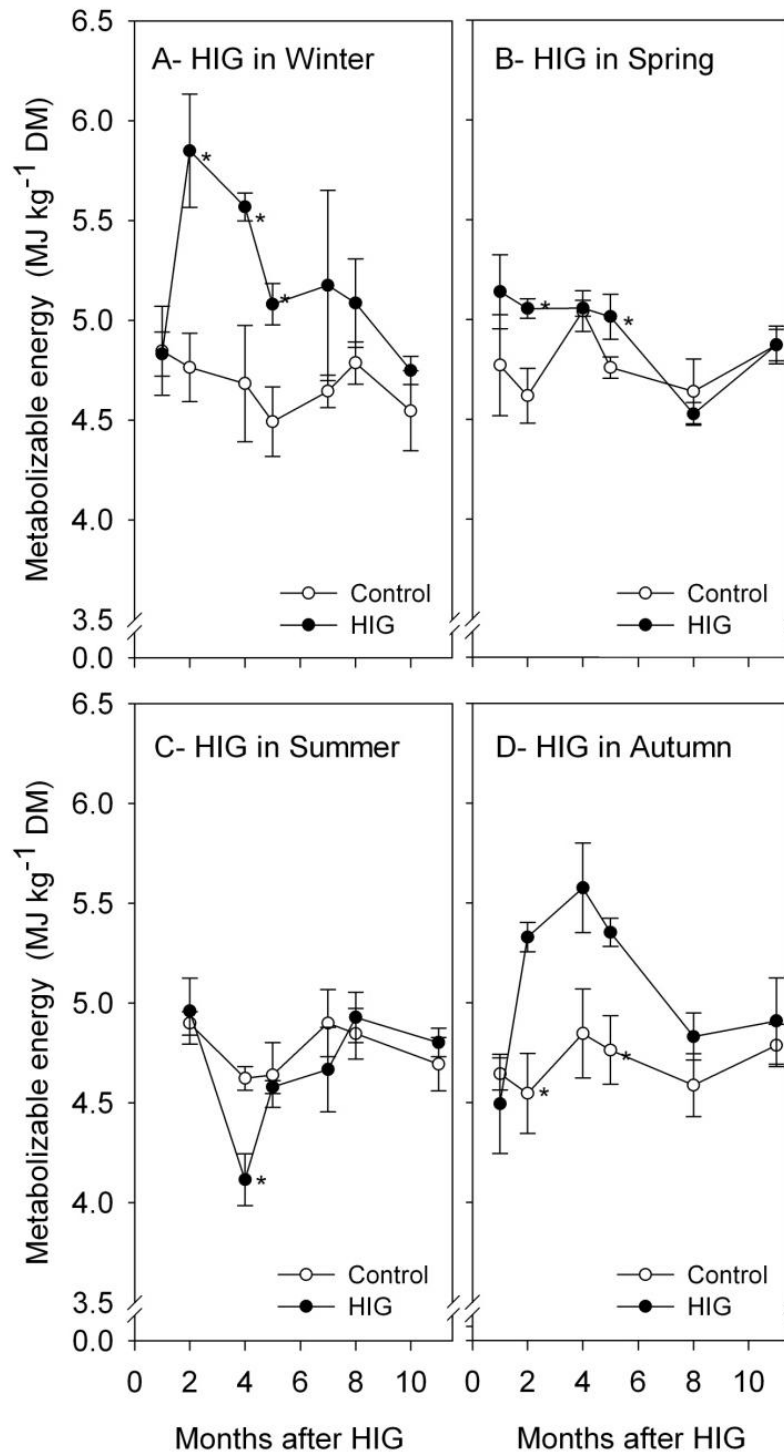 Metabolizable energy (MJ kg⁻¹ DM)
6.5
6.0
5.5
5.0
4.5
4.0
3.5
0.0
A- HIG in Winter
*
*
*
Control
HIG
B- HIG in Spring
*
*
Control
HIG
Metabolizable energy (MJ kg⁻¹ DM)
6.5
6.0
5.5
5.0
4.5
4.0
3.5
0.0
C- HIG in Summer
*
Control
HIG
D- HIG in Autumn
*
*
Control
HIG
0 2 4 6 8 10
0 2 4 6 8 10
Months after HIG
Months after HIG